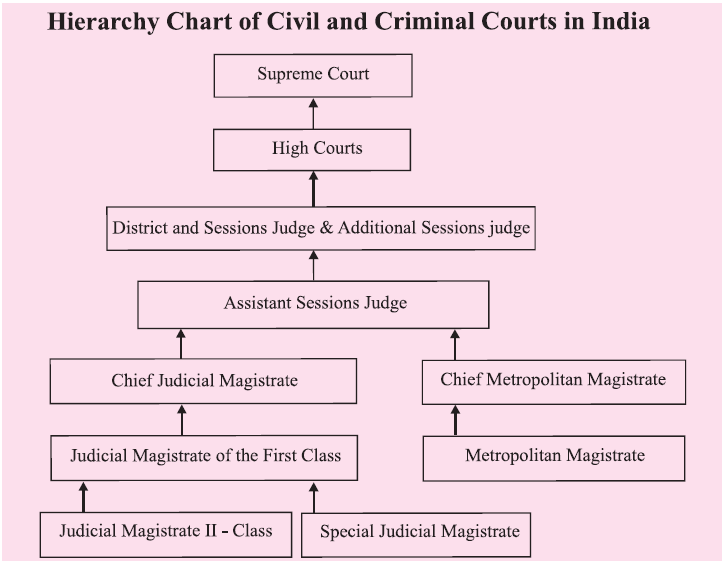 Hierarchy Chart of Civil and Criminal Courts in India
Supreme Court
High Courts
District and Sessions Judge & Additional Sessions judge
Assistant Sessions Judge
Chief Judicial Magistrate
Chief Metropolitan Magistrate
Judicial Magistrate of the First Class
Metropolitan Magistrate
Judicial Magistrate II - Class
Special Judicial Magistrate